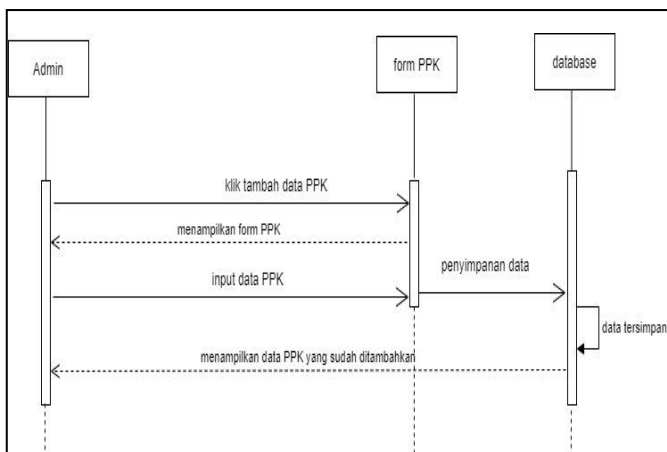 Admin
form PPK
database
klik tambah data PPK
menampilkan form PPK
input data PPK
penyimpanan data
data tersimpan
menampilkan data PPK yang sudah ditambahkan